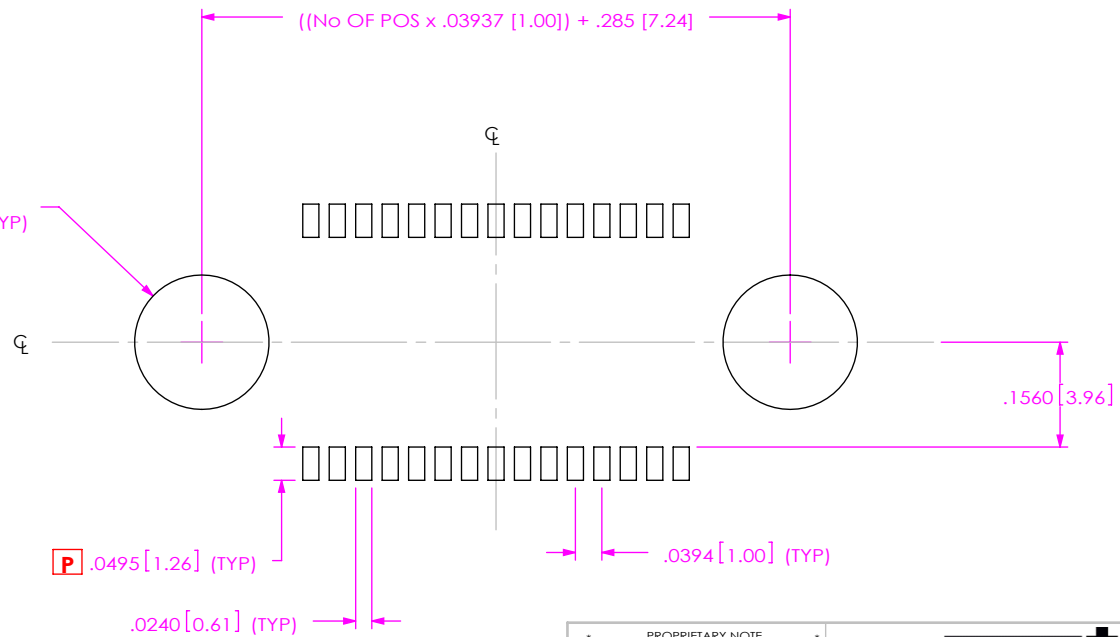 ((No OF POS x .03937 [1.00]) + .285 [7.24]
℄
℄
.1560 [3.96]
P .0495 [1.26] (TYP)
.0394 [1.00] (TYP)
.0240 [0.61] (TYP)
* PROPRIETARY NOTE *